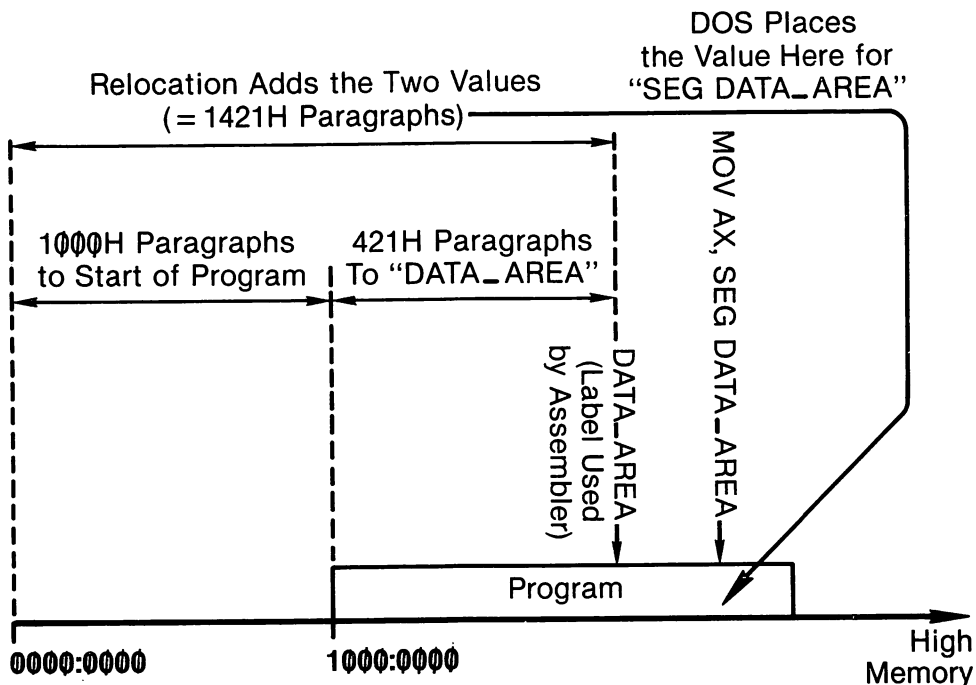 DOS Places
the Value Here for
“SEG DATA_AREA”
Relocation Adds the Two Values
(= 1421H Paragraphs)
1000H Paragraphs
to Start of Program
421H Paragraphs
To “DATA_AREA”
DATA_AREA
(Label Used
by Assembler)
MOV AX, SEG DATA_AREA
Program
0000:0000
1000:0000
High
Memory